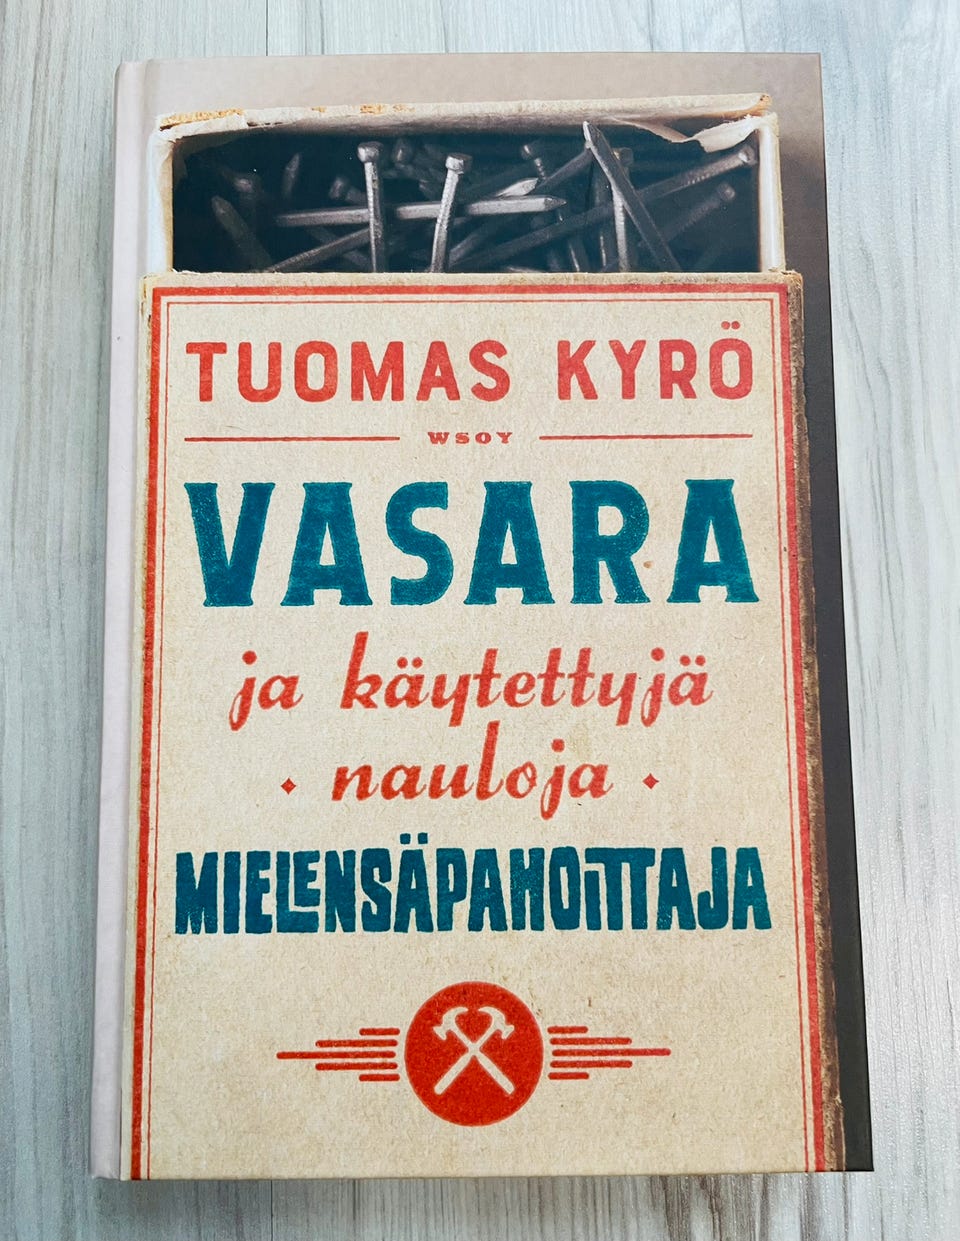 TUOMAS KYRÖ
WSOY
VASARA
ja käytettyjä
nauloja
MIELENSÄPAHOITTAJA